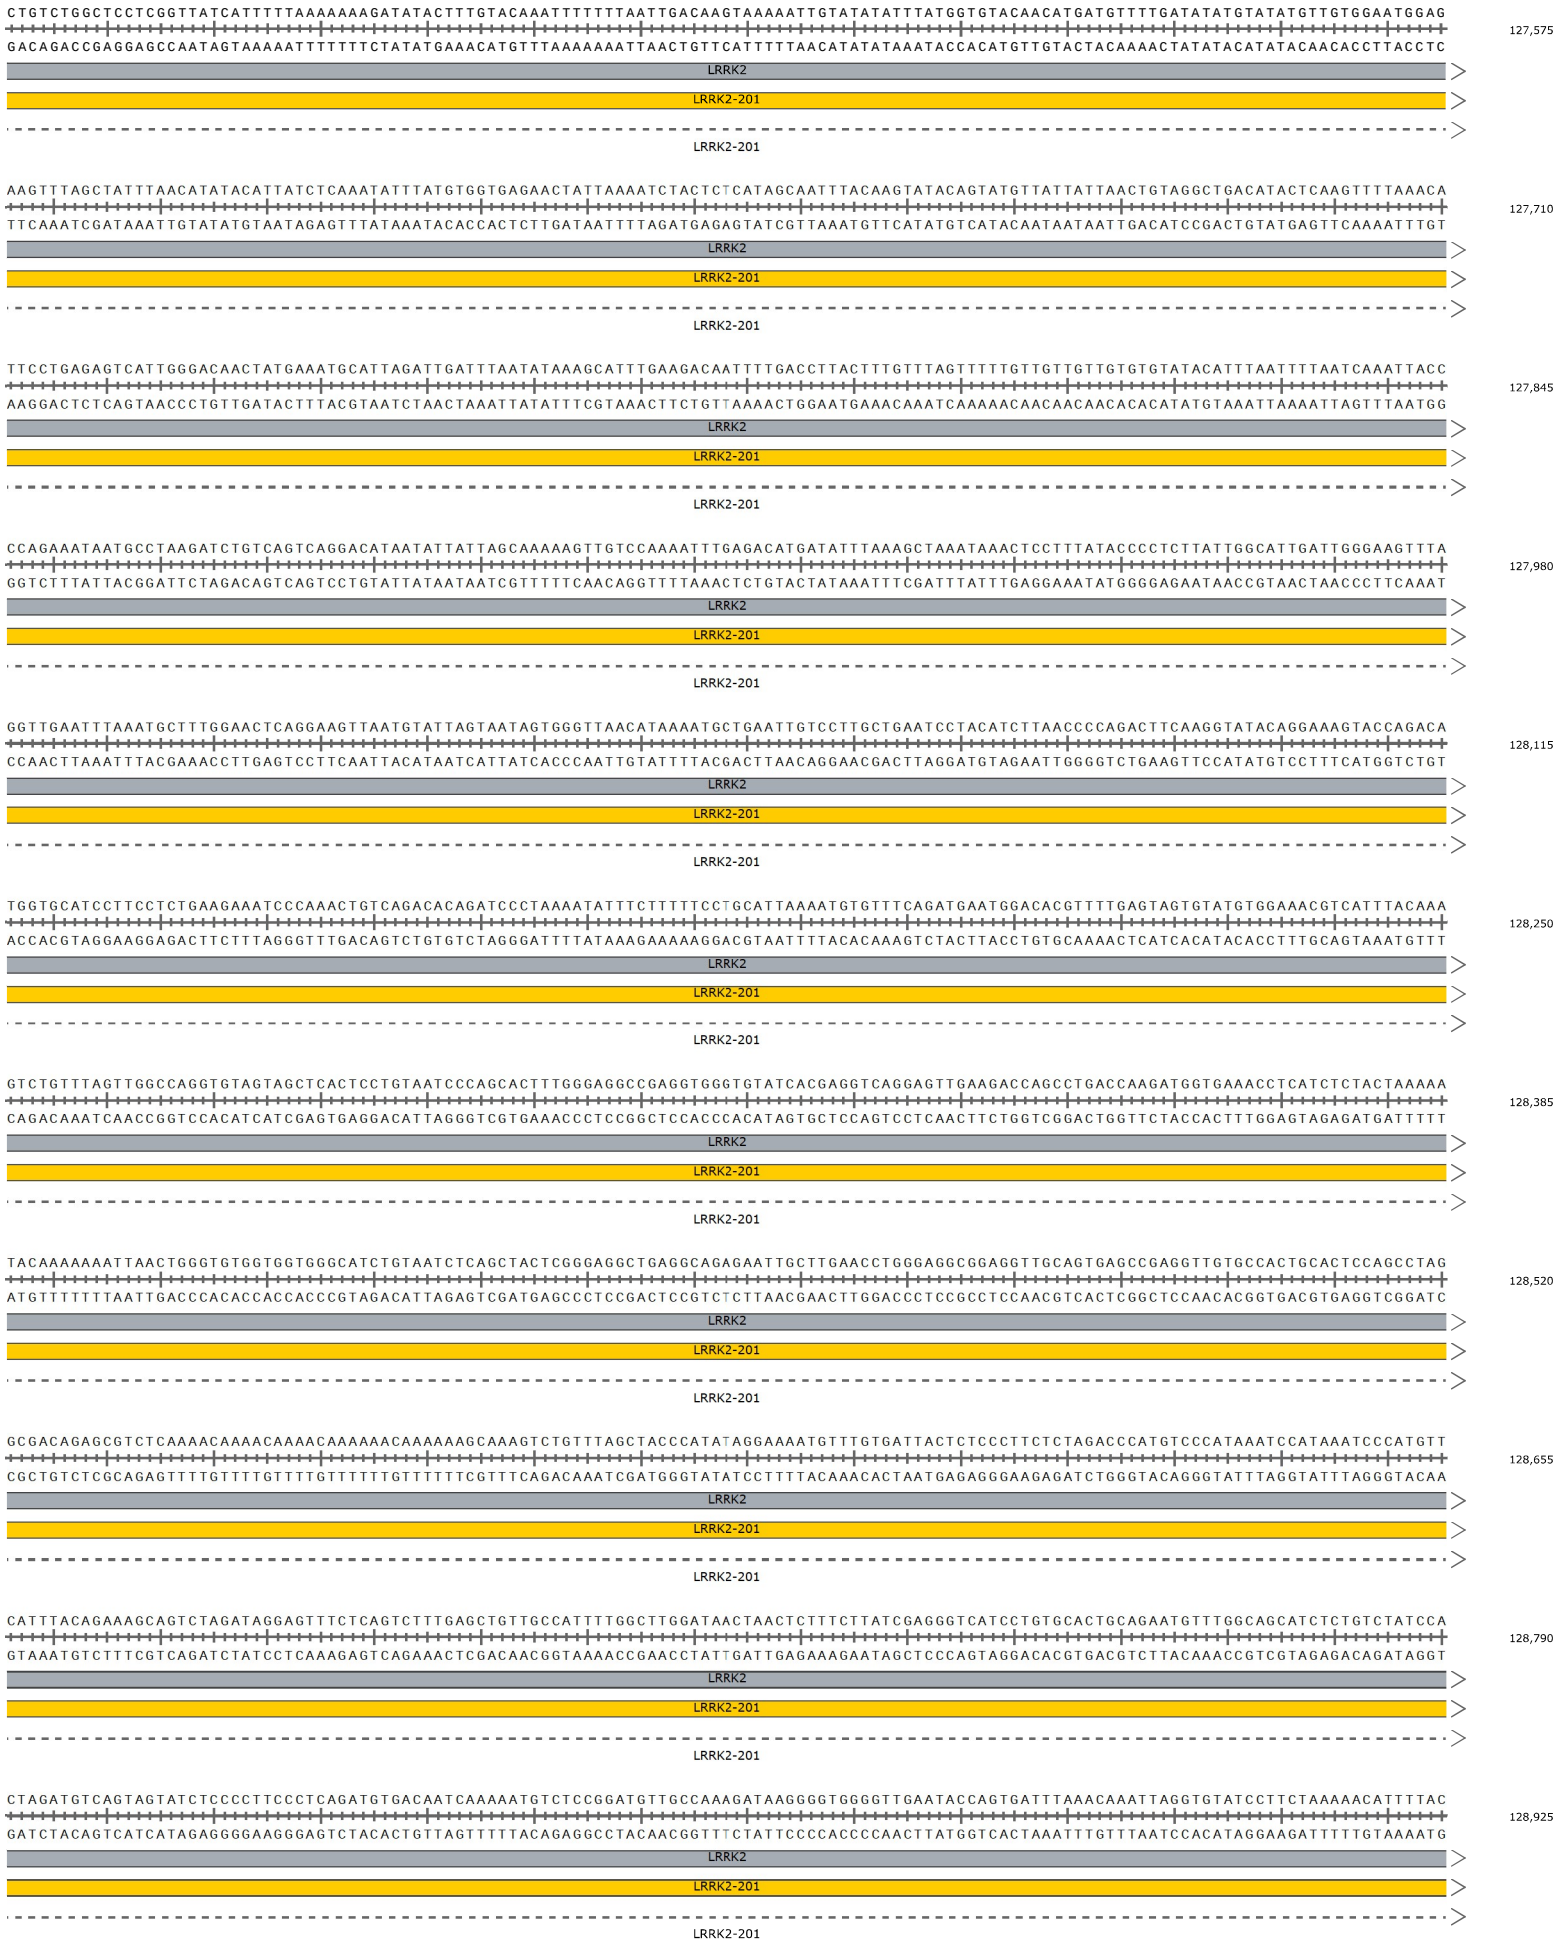 CTGTCTGGCTCCTCGGTTATCATTTTTAAAAAAAGATATACTTTGTACAAATTTTTTTAATTGACAAGTAAAAATTGTATATATTTATGGTGTACAACATGATGTTTTGATATATGTATATGTTGTGGAATGGAG
127,575
GACAGACCGAGGAGCCAATAGTAAAAATTTTTTTCTATATGAAACATGTTTAAAAAAATTAACTGTTCATTTTTAACATATATAAATACCACATGTTGTACTACAAAACTATATACATATACAACACCTTACCTC
LRRK2
LRRK2-201
LRRK2-201
AAGTTTAGCTATTTAACATATACATTATCTCAAATATTTATGTGGTGAGAACTATTAAAATCTACTCTCATAGCAATTTACAAGTATACAGTATGTTATTATTAACTGTAGGCTGACATACTCAAGTTTTAAACA
127,710
TTCAAATCGATAAATTGTATATGTAATAGAGTTTATAAATACACCACTCTTGATAATTTTAGATGAGAGTATCGTTAAATGTTCATATGTCATACAATAATAATTGACATCCGACTGTATGAGTTCAAAATTTGT
LRRK2
LRRK2-201
LRRK2-201
TTCCTGAGAGTCATTGGGACAACTATGAAATGCATTAGATTGATTTAATATAAAGCATTTGAAGACAATTTTGACCTTACTTTGTTTAGTTTTTGTTGTTGTTGTGTGTATACATTTAATTTTAATCAAATTACC
127,845
AAGGACTCTCAGTAACCCTGTTGATACTTTACGTAATCTAACTAAATTATATTTCGTAAACTTCTGTTAAAACTGGAATGAAACAAATCAAAAACAACAACAACACACATATGTAAATTAAAATTAGTTTAATGG
LRRK2
LRRK2-201
LRRK2-201
CCAGAAATAATGCCTAAGATCTGTCAGTCAGGACATAATATTATTAGCAAAAAGTTGTCCAAAATTTGAGACATGATATTTAAAGCTAAATAAACTCCTTTATACCCCTCTTATTGGCATTGATTGGGAAGTTTA
127,980
GGTCTTTATTACGGATTCTAGACAGTCAGTCCTGTATTATAATAATCGTTTTTCAACAGGTTTTAAACTCTGTACTATAAATTTCGATTTATTTGAGGAAATATGGGGAGAATAACCGTAACTAACCCTTCAAAT
LRRK2
LRRK2-201
LRRK2-201
GGTTGAATTTAAATGCTTTGGAACTCAGGAAGTTAATGTATTAGTAATAGTGGGTTAACATAAAATGCTGAATTGTCCTTGCTGAATCCTACATCTTAACCCCAGACTTCAAGGTATACAGGAAAGTACCAGACA
128,115
CCAACTTAAATTTACGAAACCTTGAGTCCTTCAATTACATAATCATTATCACCCAATTGTATTTTACGACTTAACAGGAACGACTTAGGATGTAGAATTGGGGTCTGAAGTTCCATATGTCCTTTCATGGTCTGT
LRRK2
LRRK2-201
LRRK2-201
TGGTGCATCCTTCCTCTGAAGAAATCCCAAACTGTCAGACACAGATCCCTAAAATATTTCTTTTTCCTGCATTAAAATGTGTTTCAGATGAATGGACACGTTTTGAGTAGTGTATGTGGAAACGTCATTTACAAA
128,250
ACCACGTAGGAAGGAGACTTCTTTAGGGTTTGACAGTCTGTGTCTAGGGATTTTATAAAGAAAAAGGACGTAATTTTACACAAAGTCTACTTACCTGTGCAAAACTCATCACATACACCTTTGCAGTAAATGTTT
LRRK2
LRRK2-201
LRRK2-201
GTCTGTTTAGTTGGCCAGGTGTAGTAGCTCACTCCTGTAATCCCAGCACTTTGGGAGGCCGAGGTGGGTGTATCACGAGGTCAGGAGTTGAAGACCAGCCTGACCAAGATGGTGAAACCTCATCTCTACTAAAAA
128,385
CAGACAAATCAACCGGTCCACATCATCGAGTGAGGACATTAGGGTCGTGAAACCCTCCGGCTCCACCCACATAGTGCTCCAGTCCTCAACTTCTGGTCGGACTGGTTCTACCACTTTGGAGTAGAGATGATTTTT
LRRK2
LRRK2-201
LRRK2-201
TACAAAAAAATTAACTGGGTGTGGTGGTGGGCATCTGTAATCTCAGCTACTCGGGAGGCTGAGGCAGAGAATTGCTTGAACCTGGGAGGCGGAGGTTGCAGTGAGCCGAGGTTGTGCCACTGCACTCCAGCCTAG
128,520
ATGTTTTTTTAATTGACCCACACCACCACCCGTAGACATTAGAGTCGATGAGCCCTCCGACTCCGTCTCTTAACGAACTTGGACCCTCCGCCTCCAACGTCACTCGGCTCCAACACGGTGACGTGAGGTCGGATC
LRRK2
LRRK2-201
LRRK2-201
GCGACAGAGCGTCTCAAAACAAAACAAAACAAAAAACAAAAAAGCAAAGTCTGTTTAGCTACCCATATAGGAAAATGTTTGTGATTACTCTCCCTTCTCTAGACCCATGTCCCATAAATCCATAAATCCCATGTT
128,655
CGCTGTCTCGCAGAGTTTTGTTTTGTTTTGTTTTTTGTTTTTTCGTTTCAGACAAATCGATGGGTATATCCTTTTACAAACACTAATGAGAGGGAAGAGATCTGGGTACAGGGTATTTAGGTATTTAGGGTACAA
LRRK2
LRRK2-201
LRRK2-201
CATTTACAGAAAGCAGTCTAGATAGGAGTTTCTCAGTCTTTGAGCTGTTGCCATTTTGGCTTGGATAACTAACTCTTTCTTATCGAGGGTCATCCTGTGCACTGCAGAATGTTTGGCAGCATCTCTGTCTATCCA
128,790
GTAAATGTCTTTCGTCAGATCTATCCTCAAAGAGTCAGAAACTCGACAACGGTAAAACCGAACCTATTGATTGAGAAAGAATAGCTCCCAGTAGGACACGTGACGTCTTACAAACCGTCGTAGAGACAGATAGGT
LRRK2
LRRK2-201
LRRK2-201
CTAGATGTCAGTAGTATCTCCCCTTCCCTCAGATGTGACAATCAAAAATGTCTCCGGATGTTGCCAAAGATAAGGGGTGGGGTTGAATACCAGTGATTTAAACAAATTAGGTGTATCCTTCTAAAAACATTTTAC
128,925
GATCTACAGTCATCATAGAGGGGAAGGGAGTCTACACTGTTAGTTTTTACAGAGGCCTACAACGGTTTCTATTCCCCACCCCAACTTATGGTCACTAAATTTGTTTAATCCACATAGGAAGATTTTTGTAAAATG
LRRK2
LRRK2-201
LRRK2-201